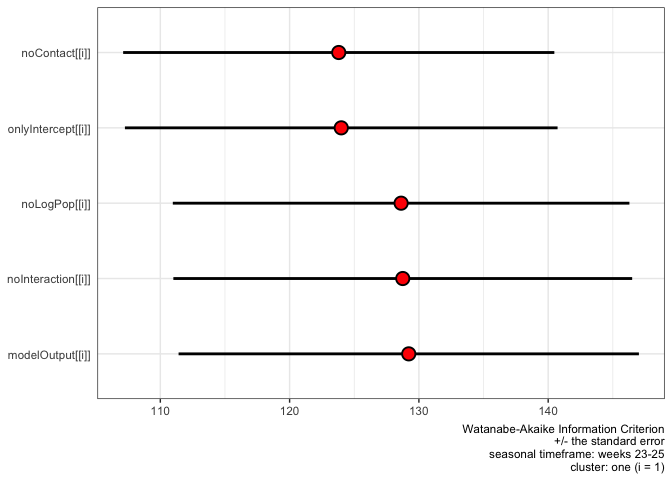 noContact[[i]]
onlyIntercept[[i]]
noLogPop[[i]]
noInteraction[[i]]
modelOutput[[i]]
110 120 130 140
Watanabe-Akaike Information Criterion
+/- the standard error
seasonal timeframe: weeks 23-25
cluster: one (i = 1)